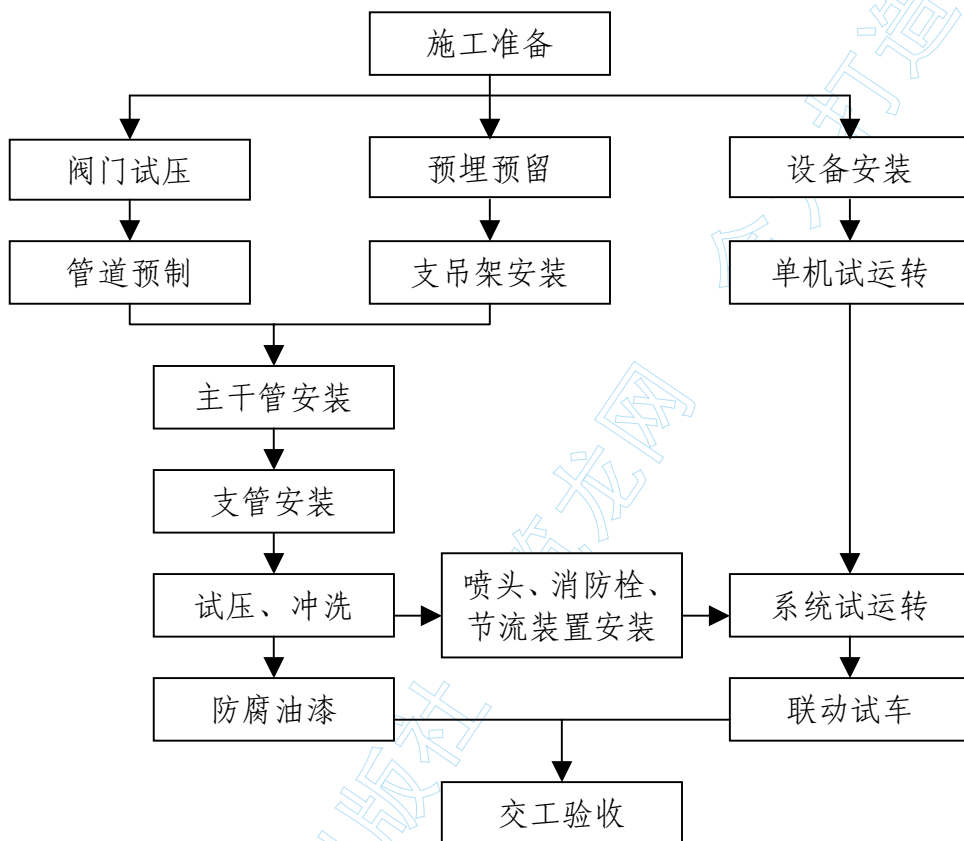 施工准备
阀门试压
预埋预留
设备安装
管道预制
支吊架安装
单机试运转
主干管安装
支管安装
试压、冲洗
喷头、消防栓、
节流装置安装
系统试运转
防腐油漆
联动试车
交工验收